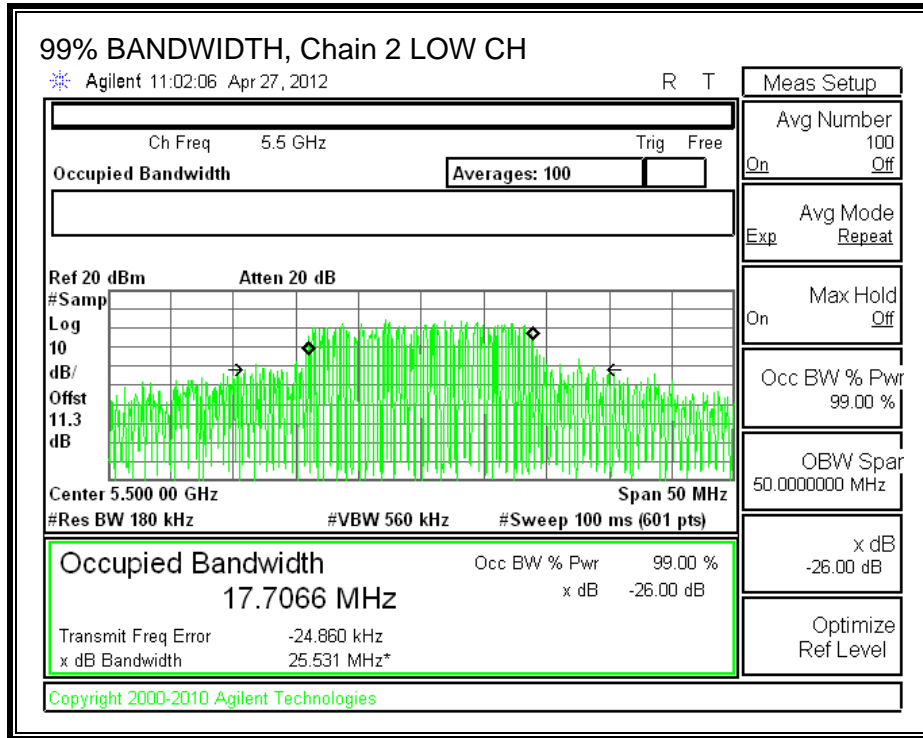 99% BANDWIDTH, Chain 2 LOW CH
Agilent 11:02:06 Apr 27, 2012 R T
Ch Freq 5.5 GHz Trig Free
Occupied Bandwidth Averages: 100
Ref 20 dBm Atten 20 dB
#Samp
Log
10
dB/
Offst
11.3
dB
Center 5.500 00 GHz Span 50 MHz
#Res BW 180 kHz #VBW 560 kHz #Sweep 100 ms (601 pts)
Occupied Bandwidth Occ BW % Pwr 99.00 %
17.7066 MHz x dB -26.00 dB
Transmit Freq Error -24.860 kHz
x dB Bandwidth 25.531 MHz*
Copyright 2000-2010 Agilent Technologies
Meas Setup
Avg Number
100
On Off
Avg Mode
Exp Repeat
Max Hold
On Off
Occ BW % Pwr
99.00 %
OBW Span
50.0000000 MHz
x dB
-26.00 dB
Optimize
Ref Level